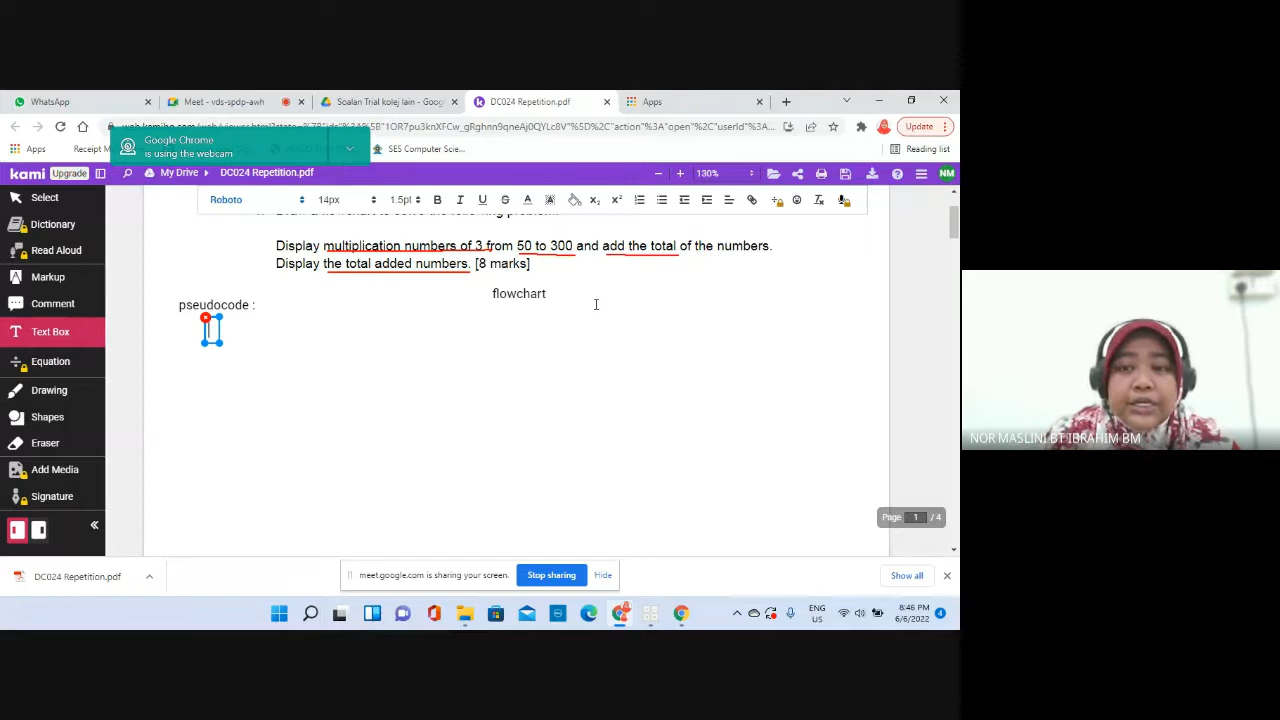 WhatsApp
Meet - vds-spdp-awh
Soalan Trial kolej lain - Googl
DC024 Repetition.pdf
Apps
Update
Google Chrome
is using the webcam
Apps
Receipt M
SES Computer Scie...
Reading list
kami
Upgrade
My Drive
DC024 Repetition.pdf
130%
NM
Select
Roboto
14px
1.5pt
Dictionary
Read Aloud
Display multiplication numbers of 3 from 50 to 300 and add the total of the numbers.
Display the total added numbers. [8 marks]
Markup
flowchart
Comment
pseudocode :
Text Box
Equation
Drawing
Shapes
NOR MASLINI BT IBRAHIM BM
Eraser
Add Media
Signature
Page 1 / 4
DC024 Repetition.pdf
meet.google.com is sharing your screen.
Stop sharing
Hide
Show all
ENG
US
8:46 PM
6/6/2022
4